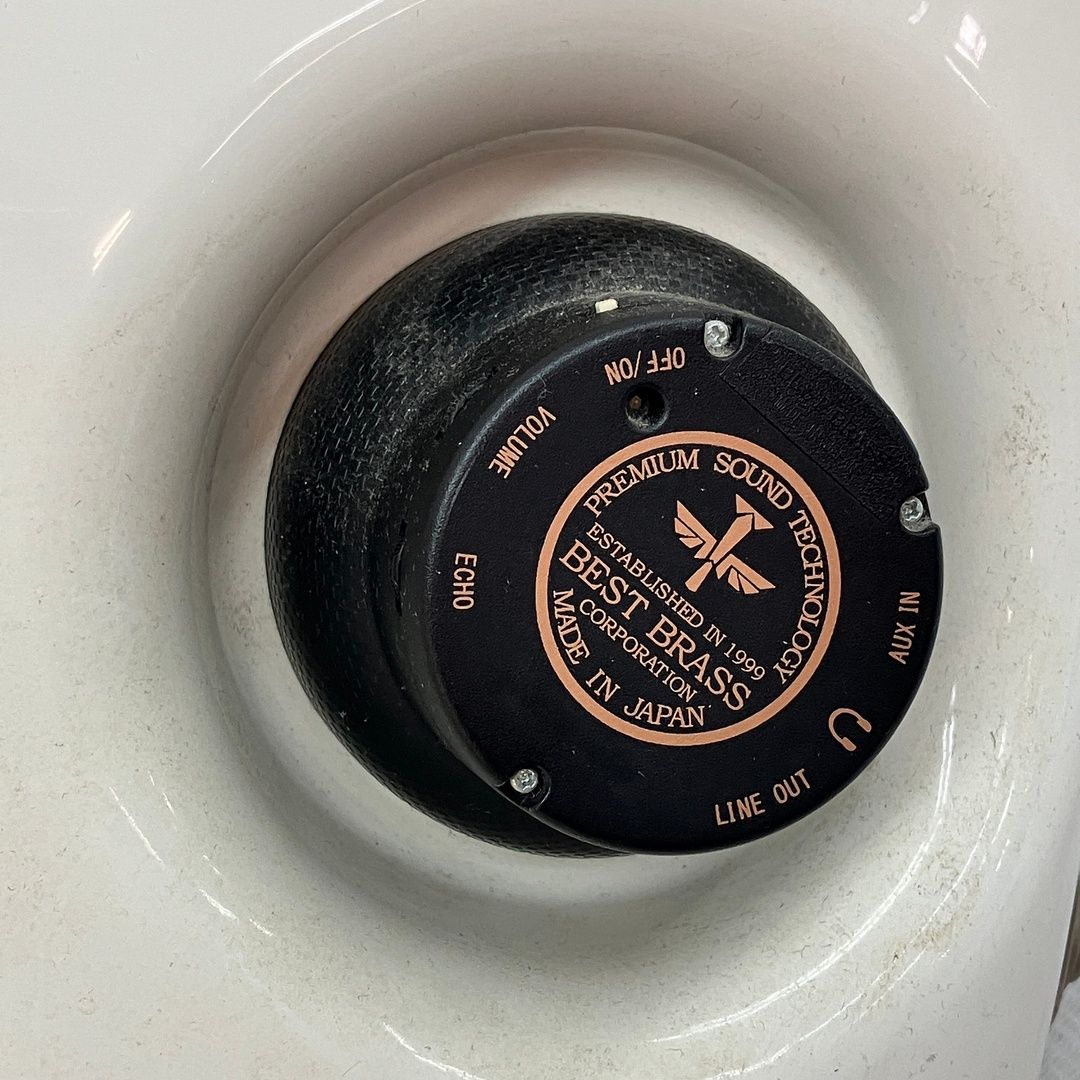 OFF/ON
VOLUME
ECHO
PREMIUM SOUND TECHNOLOGY
ESTABLISHED IN 1999
BEST BRASS
CORPORATION
MADE IN JAPAN
AUX IN
LINE OUT